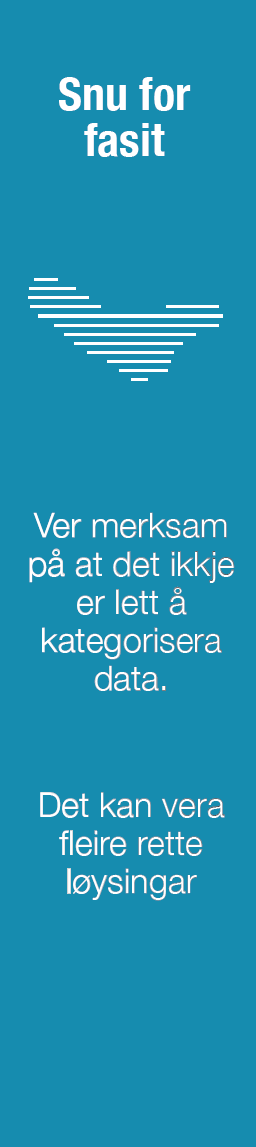 Snu for
fasit
Ver merksam
på at det ikkje
er lett å
kategorisera
data.
Det kan vera
fleire rette
løysingar